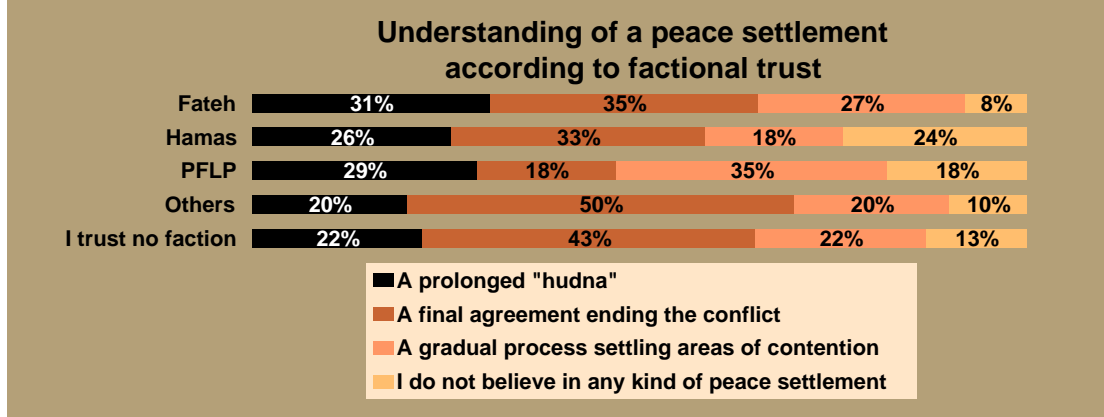 Understanding of a peace settlement
according to factional trust
Fateh 31% 35% 27% 8%
Hamas 26% 33% 18% 24%
PFLP 29% 18% 35% 18%
Others 20% 50% 20% 10%
I trust no faction 22% 43% 22% 13%
A prolonged "hudna"
A final agreement ending the conflict
A gradual process settling areas of contention
I do not believe in any kind of peace settlement